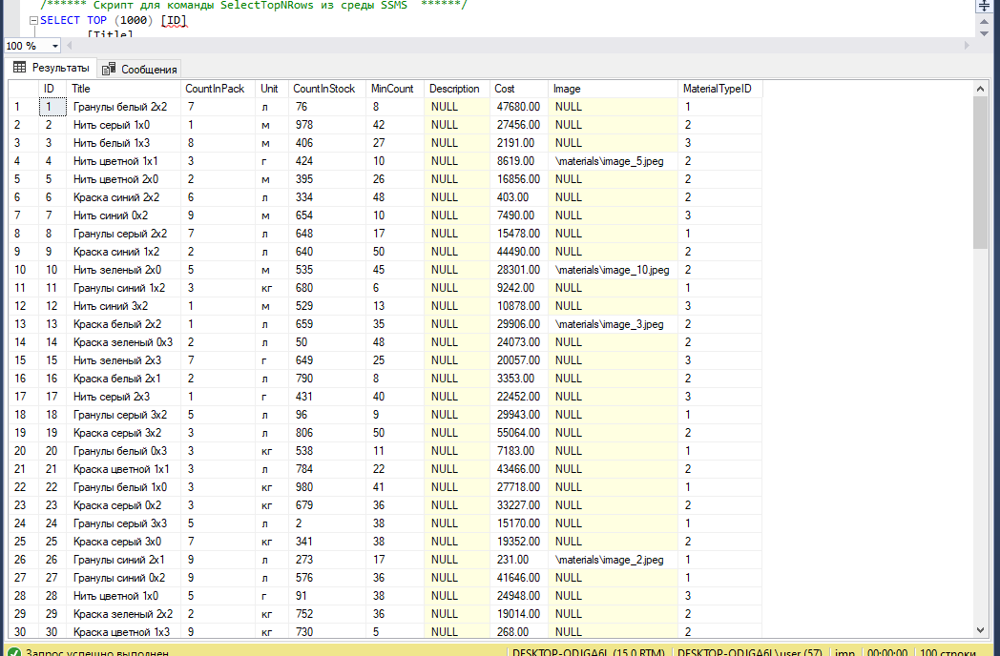 /****** Скрипт для команды SelectTopNRows из среды SSMS ******/
SELECT TOP (1000) [ID]
[Title]
100 %
Результаты Сообщения
ID Title CountInPack Unit CountInStock MinCount Description Cost Image MaterialTypeID
1 1 Гранулы белый 2x2 7 л 76 8 NULL 47680.00 NULL 1
2 2 Нить серый 1x0 1 м 978 42 NULL 27456.00 NULL 2
3 3 Нить белый 1x3 8 м 406 27 NULL 2191.00 NULL 3
4 4 Нить цветной 1x1 3 г 424 10 NULL 8619.00 \materials\image_5.jpeg 2
5 5 Нить цветной 2x0 2 м 395 26 NULL 16856.00 NULL 2
6 6 Краска синий 2x2 6 л 334 48 NULL 403.00 NULL 2
7 7 Нить синий 0x2 9 м 654 10 NULL 7490.00 NULL 3
8 8 Гранулы серый 2x2 7 л 648 17 NULL 15478.00 NULL 1
9 9 Краска синий 1x2 2 л 640 50 NULL 44490.00 NULL 2
10 10 Нить зеленый 2x0 5 м 535 45 NULL 28301.00 \materials\image_10.jpeg 2
11 11 Гранулы синий 1x2 3 кг 680 6 NULL 9242.00 NULL 1
12 12 Нить синий 3x2 1 м 529 13 NULL 10878.00 NULL 3
13 13 Краска белый 2x2 1 л 659 35 NULL 29906.00 \materials\image_3.jpeg 2
14 14 Краска зеленый 0x3 2 л 50 48 NULL 24073.00 NULL 2
15 15 Нить зеленый 2x3 7 г 649 25 NULL 20057.00 NULL 3
16 16 Краска белый 2x1 2 л 790 8 NULL 3353.00 NULL 2
17 17 Нить серый 2x3 1 г 431 40 NULL 22452.00 NULL 3
18 18 Гранулы серый 3x2 5 л 96 9 NULL 29943.00 NULL 1
19 19 Краска серый 3x2 3 л 806 50 NULL 55064.00 NULL 2
20 20 Гранулы белый 0x3 3 кг 538 11 NULL 7183.00 NULL 1
21 21 Краска цветной 1x1 3 л 784 22 NULL 43466.00 NULL 2
22 22 Гранулы белый 1x0 3 кг 980 41 NULL 27718.00 NULL 1
23 23 Краска серый 0x2 3 кг 679 36 NULL 33227.00 NULL 2
24 24 Гранулы серый 3x3 5 л 2 38 NULL 15170.00 NULL 1
25 25 Краска серый 3x0 7 кг 341 38 NULL 19352.00 NULL 2
26 26 Гранулы синий 2x1 9 л 273 17 NULL 231.00 \materials\image_2.jpeg 1
27 27 Гранулы синий 0x2 9 л 576 36 NULL 41646.00 NULL 1
28 28 Нить цветной 1x0 5 г 91 38 NULL 24948.00 NULL 3
29 29 Краска зеленый 2x2 2 кг 752 36 NULL 19014.00 NULL 2
30 30 Краска цветной 1x3 9 кг 730 5 NULL 268.00 NULL 2
Запрос успешно выполнен. DESKTOP-ODJGA6L (15.0 RTM) DESKTOP-ODJGA6L\user (57) imp 00:00:00 100 строки